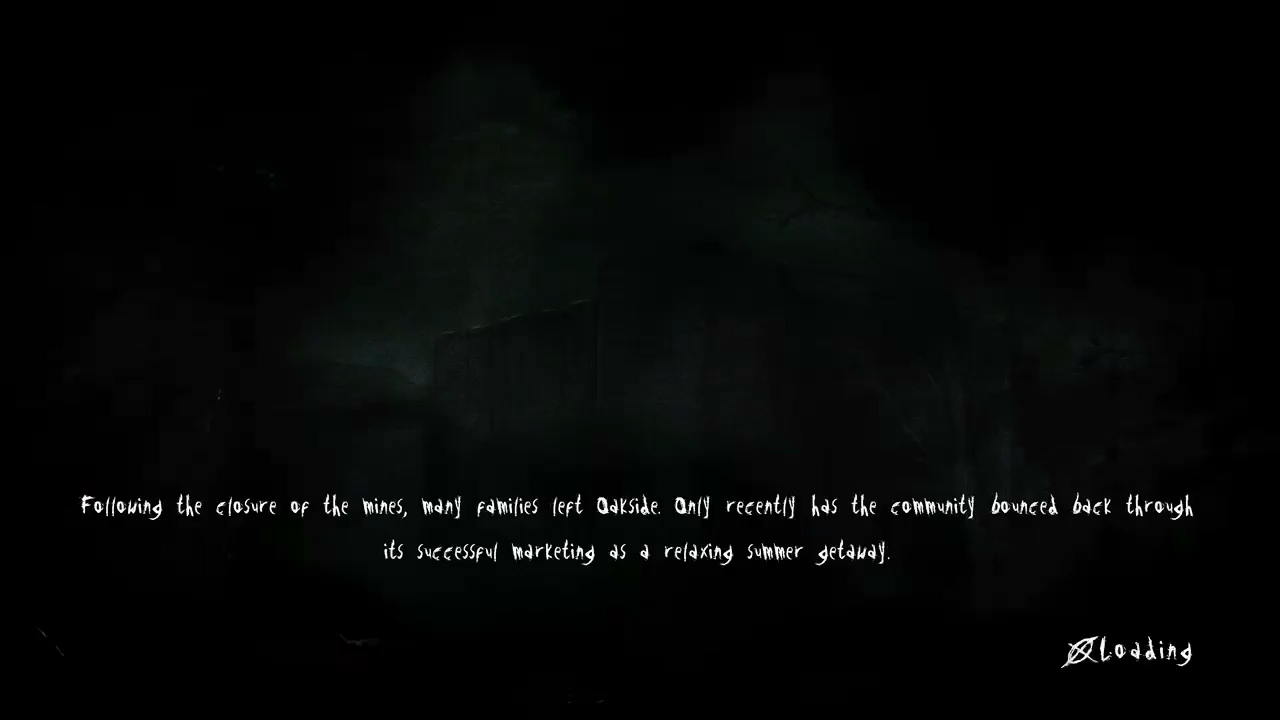 Following the closure of the mines, many families left Oakside. Only recently has the community bounced back through
its successful marketing as a relaxing summer getaway.
Loading